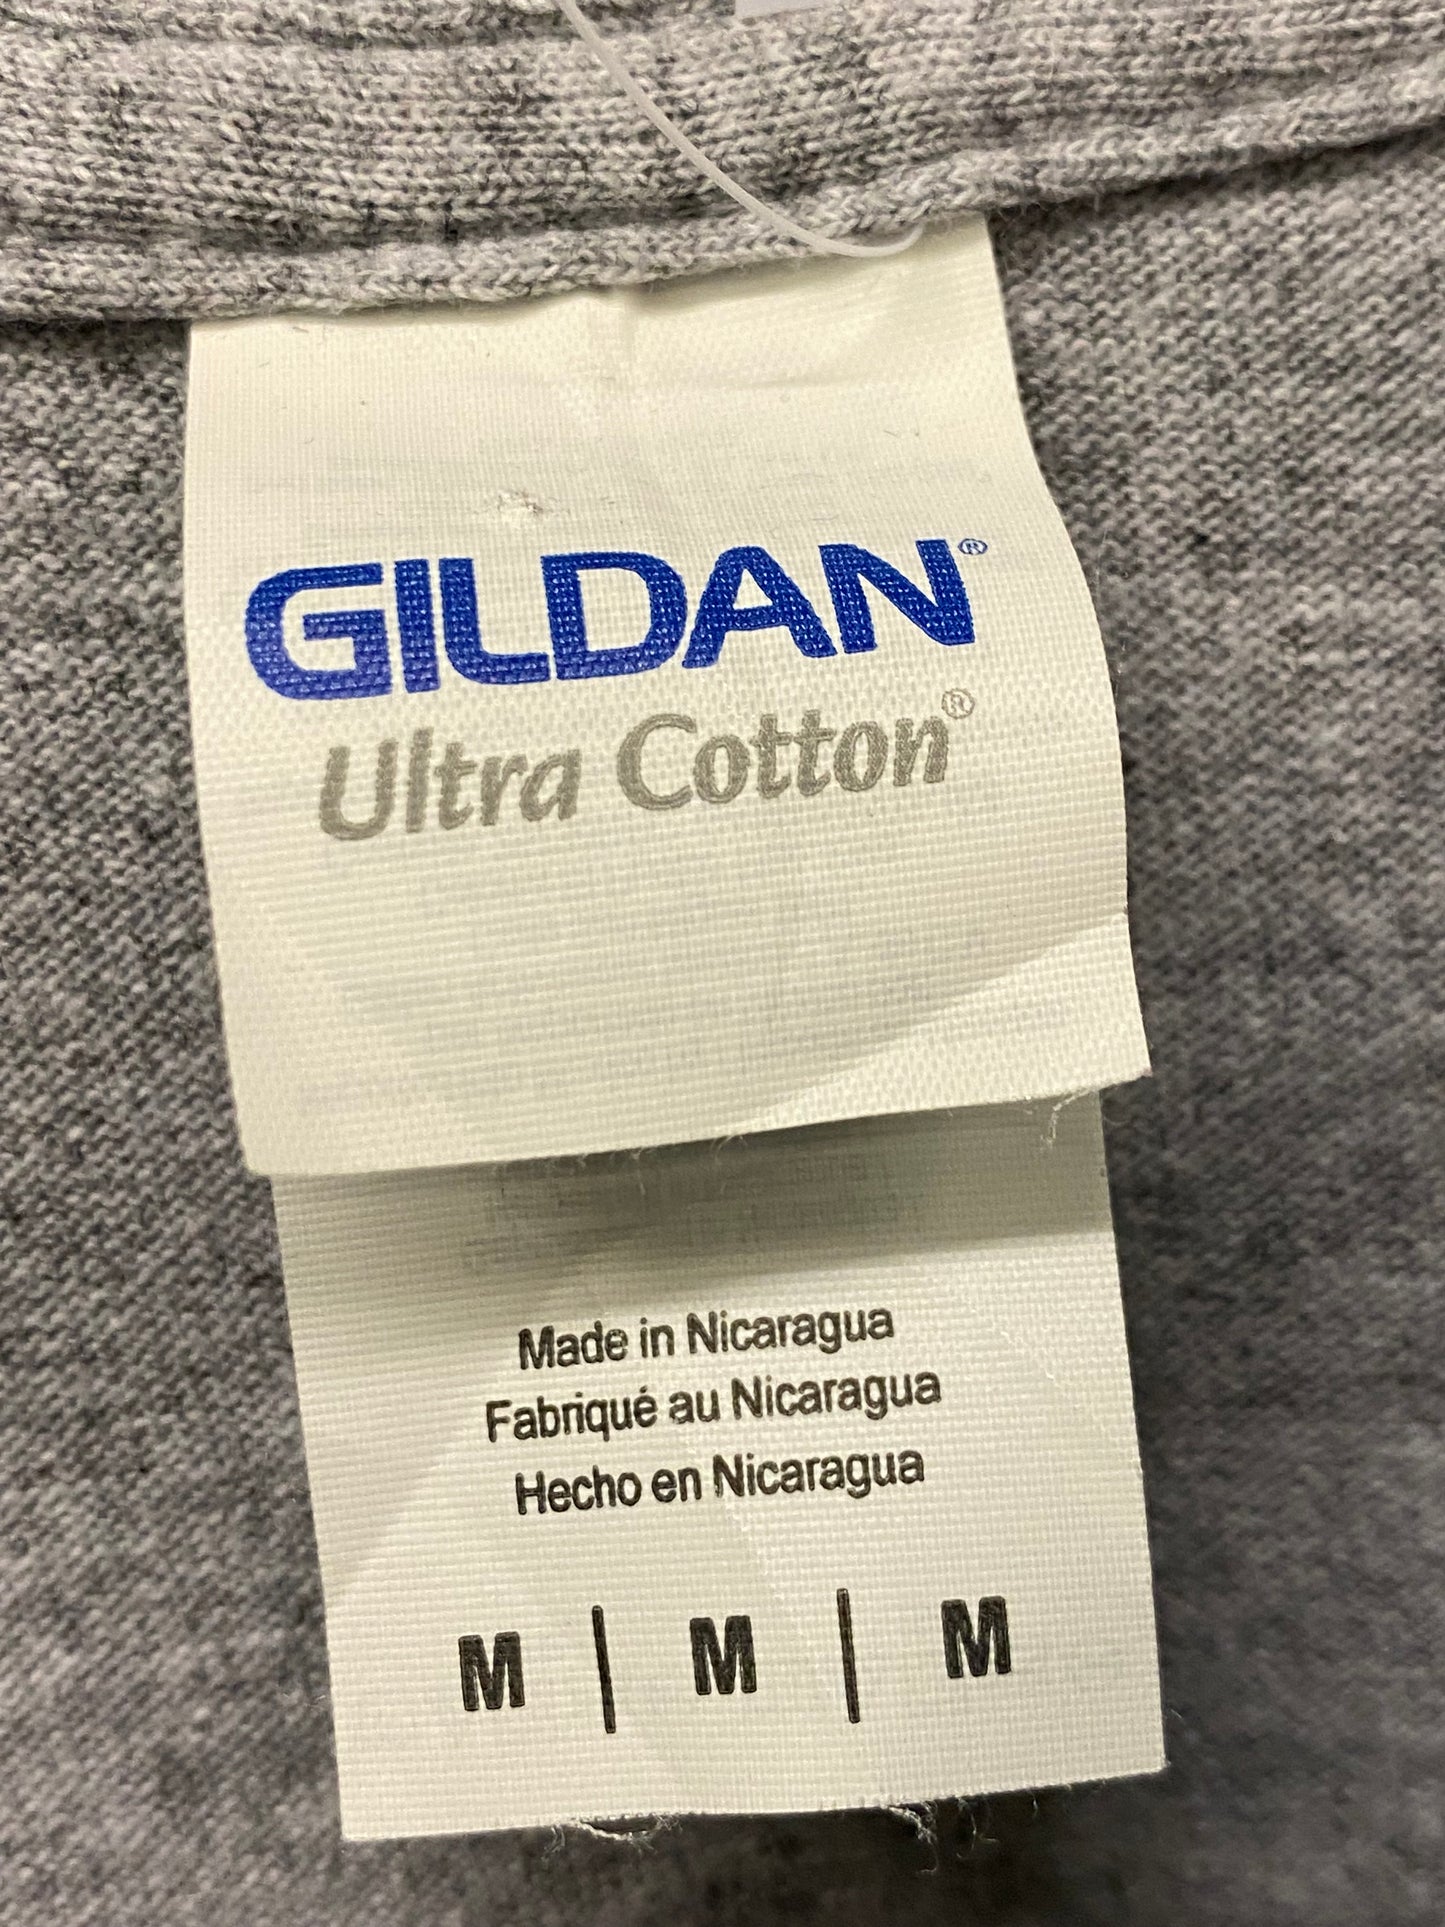 GILDAN®
Ultra Cotton®
Made in Nicaragua
Fabriqué au Nicaragua
Hecho en Nicaragua
M | M | M